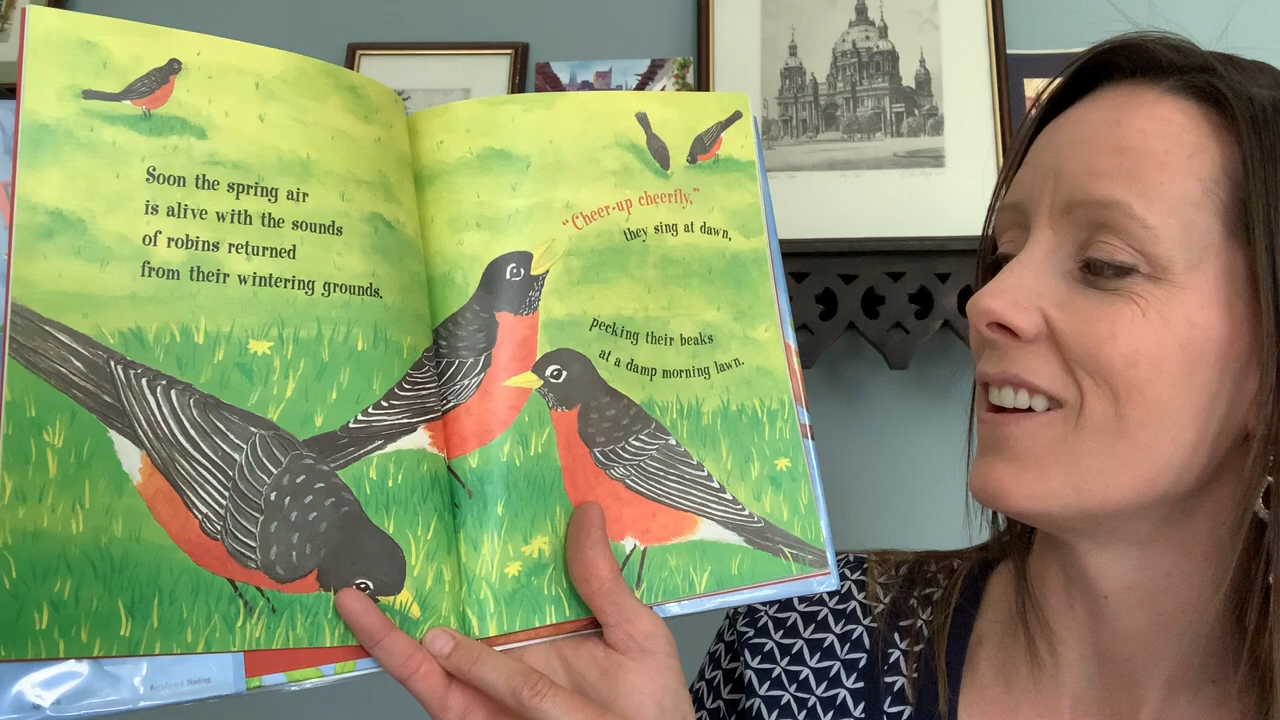 Soon the spring air
is alive with the sounds
of robins returned
from their wintering grounds.
“Cheer-up cheerily,”
they sing at dawn,
pecking their beaks
at a damp morning lawn.